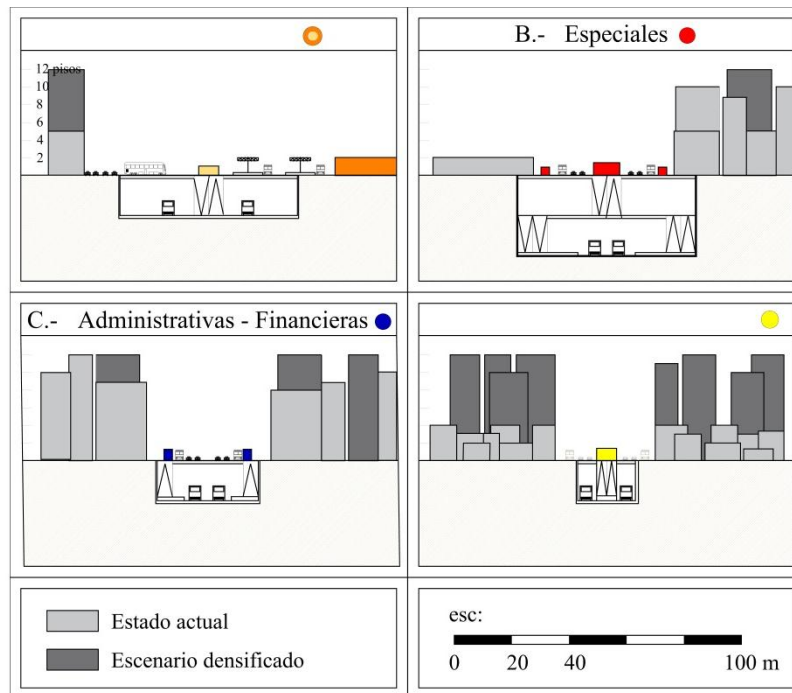 B.- Especiales
12 pisos
10
8
6
4
2
C.- Administrativas - Financieras
Estado actual
Escenario densificado
esc:
0 20 40 100 m